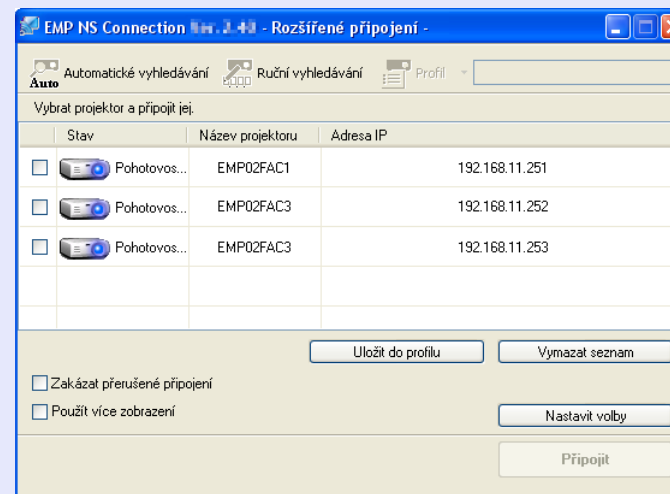 EMP NS Connection - Rozšířené připojení -
Auto Automatické vyhledávání Ruční vyhledávání Profil
Vybrat projektor a připojit jej.
Stav Název projektoru Adresa IP
Pohotovos... EMP02FAC1 192.168.11.251
Pohotovos... EMP02FAC3 192.168.11.252
Pohotovos... EMP02FAC3 192.168.11.253
Uložit do profilu Vymazat seznam
Zakázat přerušené připojení
Použít více zobrazení
Nastavit volby
Připojit